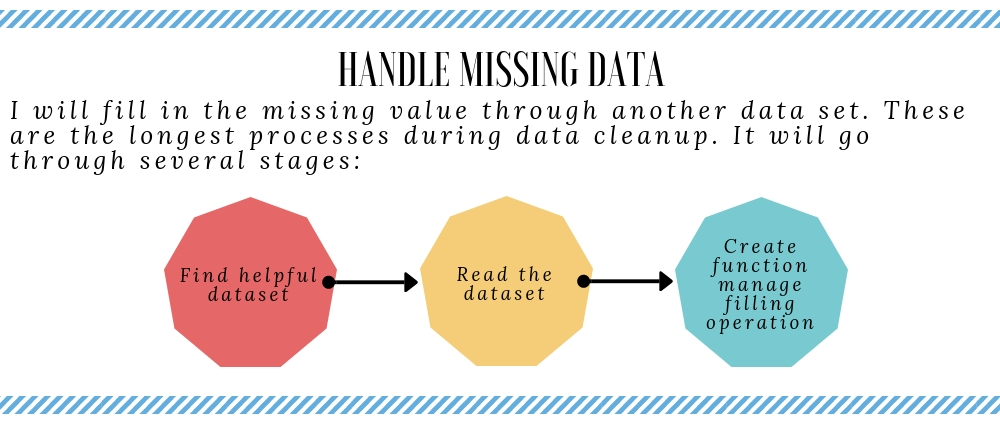 HANDLE MISSING DATA
I will fill in the missing value through another data set. These
are the longest processes during data cleanup. It will go
through several stages:
Find helpful
dataset
Read the
dataset
Create
function
manage
filling
operation